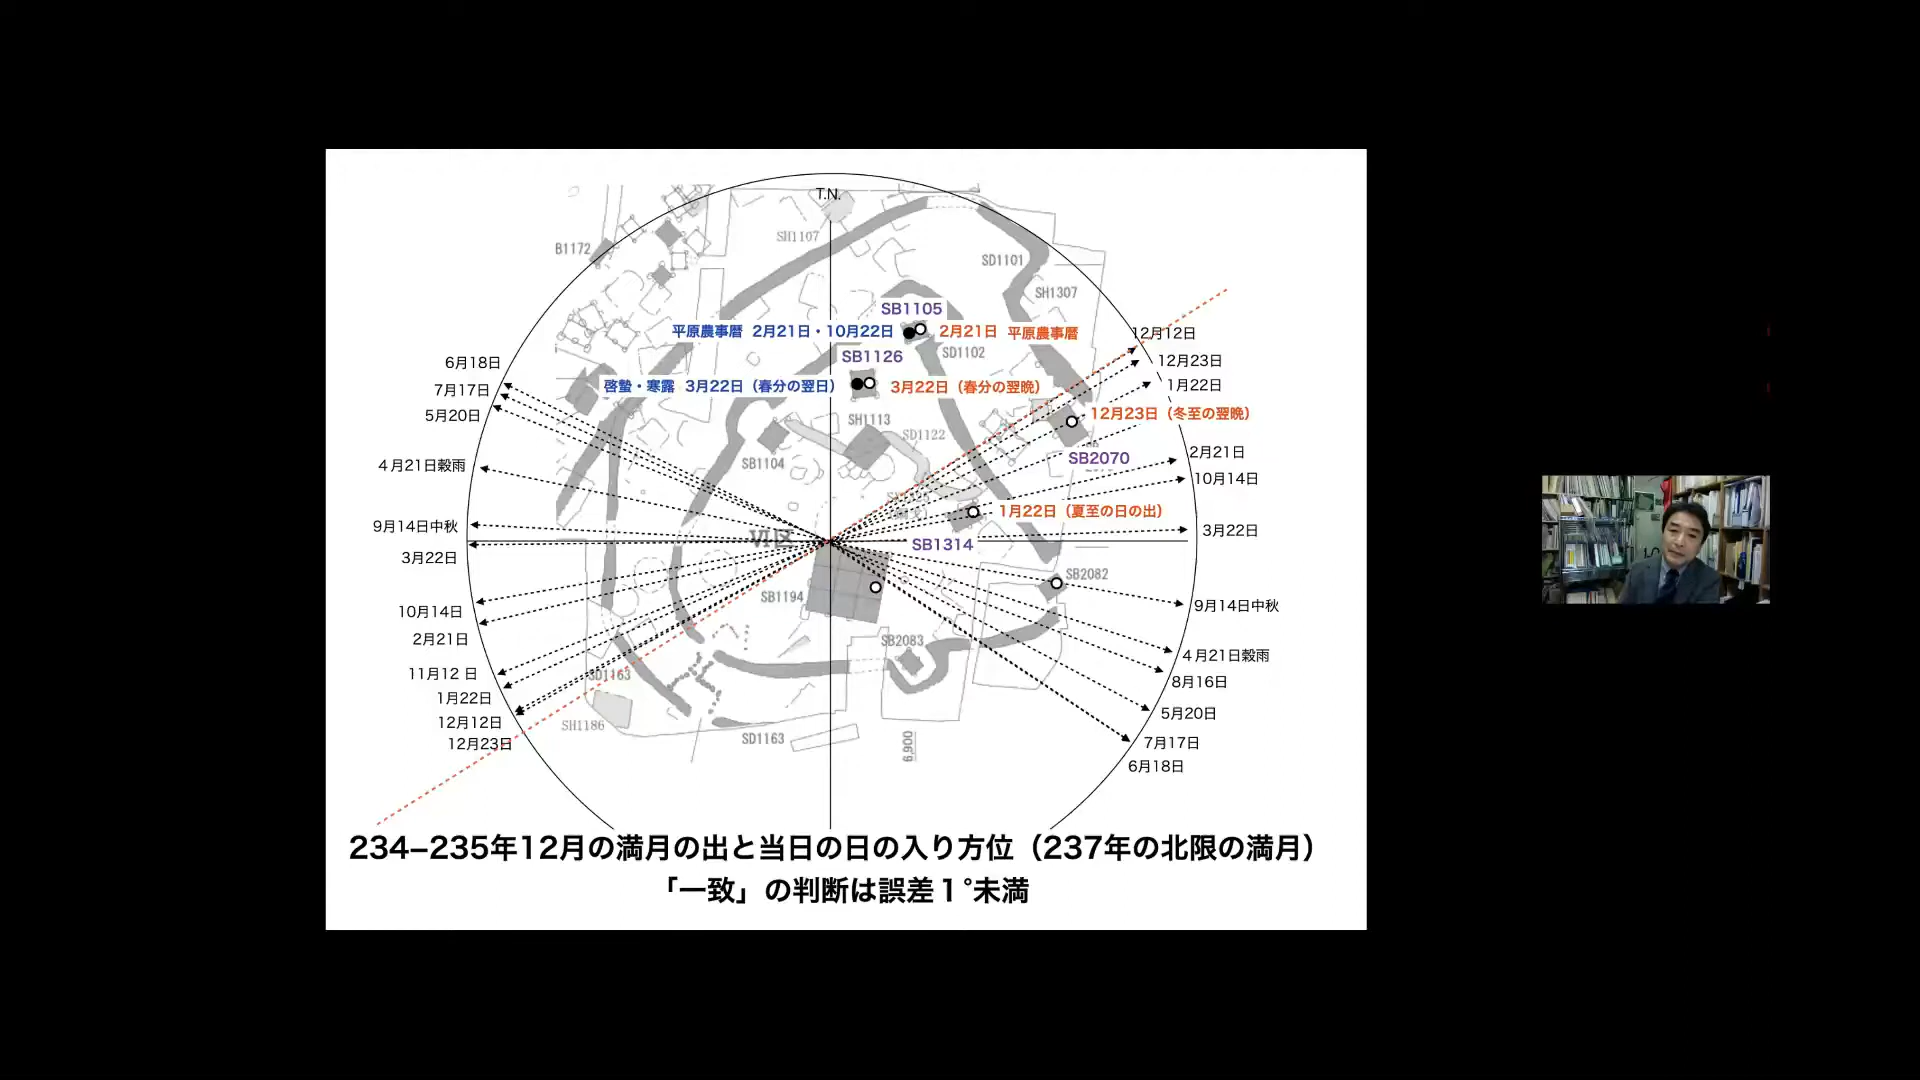 T.N.
SH1107
B1172
SD1101
SH1307
SB1105
平原農事暦 2月21日・10月22日
2月21日 平原農事暦
12月12日
SB1126
SD1102
12月23日
6月18日
啓蟄・寒露 3月22日（春分の翌日）
3月22日（春分の翌晩）
1月22日
7月17日
5月20日
SH1113
12月23日（冬至の翌晩）
SD1122
SB1104
SB2070
2月21日
4月21日穀雨
10月14日
1月22日（夏至の日の出）
9月14日中秋
3月22日
Ⅵ区
SB1314
3月22日
SB2082
SB1194
10月14日
9月14日中秋
2月21日
SB2083
4月21日穀雨
11月12日
SD1163
8月16日
1月22日
5月20日
12月12日
SH1186
SD1163
6,900
7月17日
12月23日
6月18日
234–235年12月の満月の出と当日の日の入り方位（237年の北限の満月）
「一致」の判断は誤差１°未満